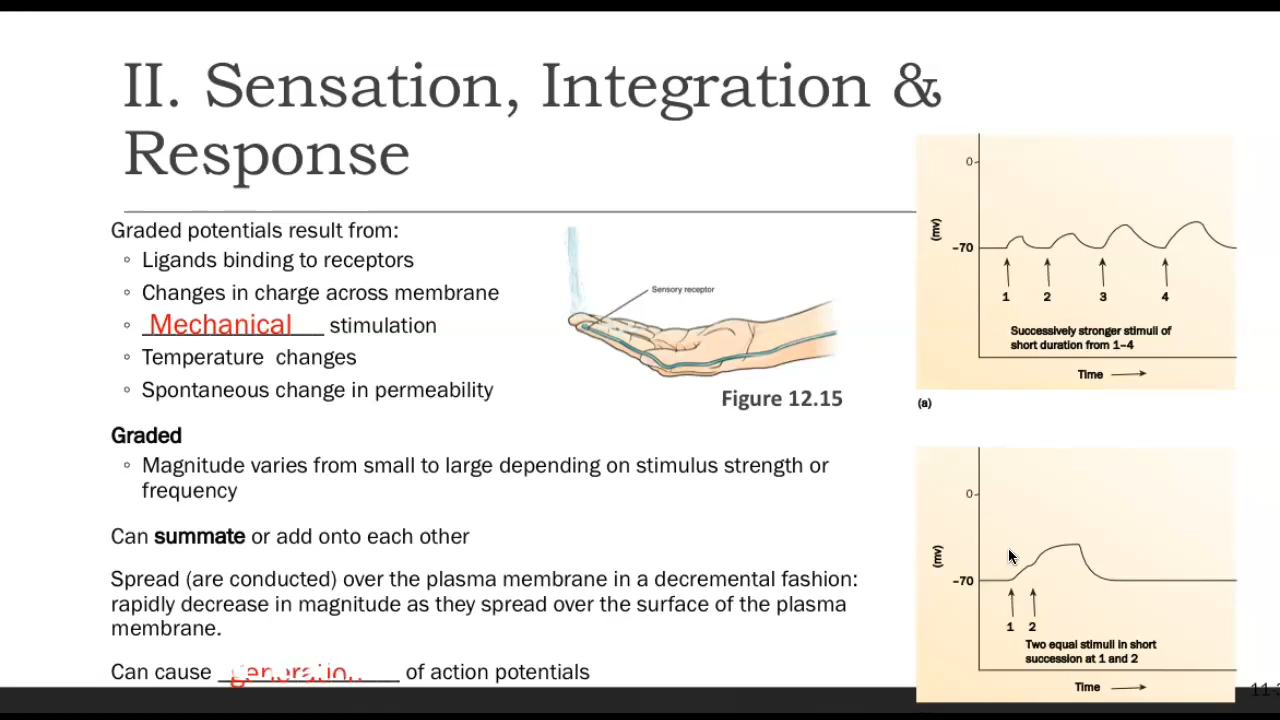 II. Sensation, Integration &
Response
Graded potentials result from:
◦ Ligands binding to receptors
◦ Changes in charge across membrane
◦ Mechanical stimulation
◦ Temperature changes
◦ Spontaneous change in permeability
Graded
◦ Magnitude varies from small to large depending on stimulus strength or
frequency
Can summate or add onto each other
Spread (are conducted) over the plasma membrane in a decremental fashion:
rapidly decrease in magnitude as they spread over the surface of the plasma
membrane.
Can cause generation of action potentials
Sensory receptor
Figure 12.15
0
(mv)
-70
1 2 3 4
Successively stronger stimuli of
short duration from 1–4
Time
(a)
0
(mv)
-70
1 2
Two equal stimuli in short
succession at 1 and 2
Time